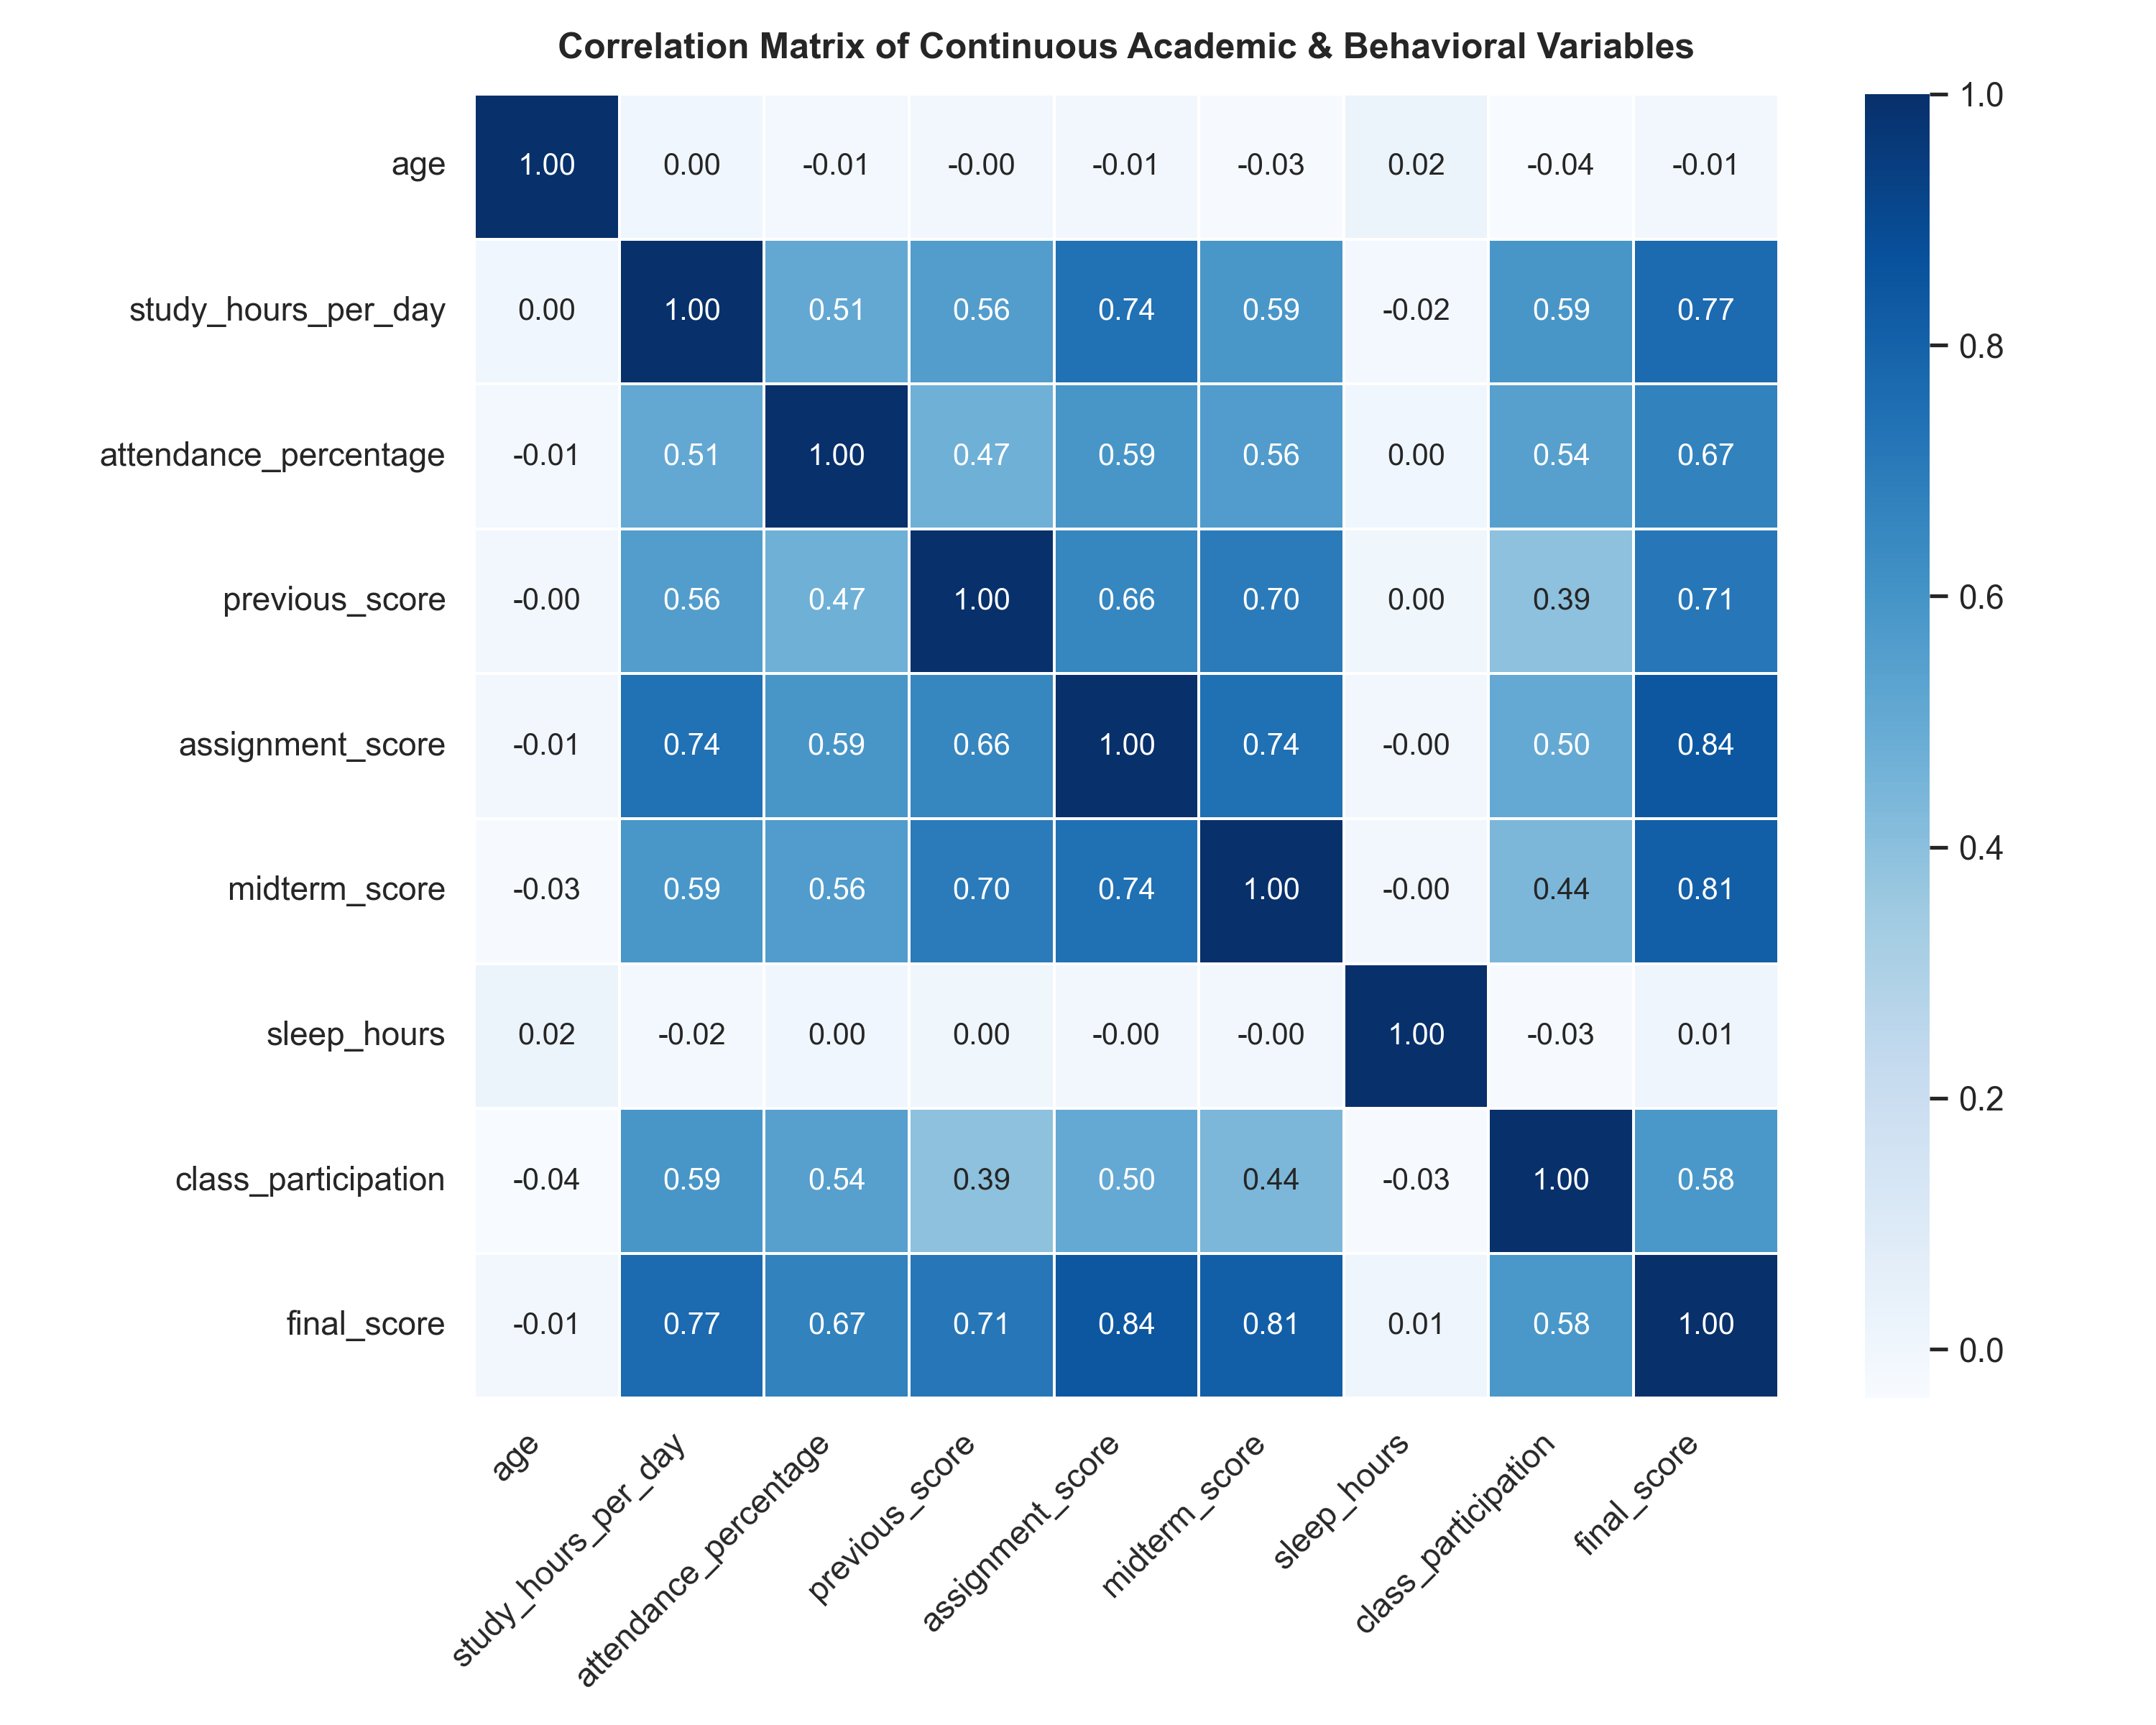 Correlation Matrix of Continuous Academic & Behavioral Variables
1.0
age 1.00 0.00 -0.01 -0.00 -0.01 -0.03 0.02 -0.04 -0.01
study_hours_per_day 0.00 1.00 0.51 0.56 0.74 0.59 -0.02 0.59 0.77
0.8
attendance_percentage -0.01 0.51 1.00 0.47 0.59 0.56 0.00 0.54 0.67
previous_score -0.00 0.56 0.47 1.00 0.66 0.70 0.00 0.39 0.71
0.6
assignment_score -0.01 0.74 0.59 0.66 1.00 0.74 -0.00 0.50 0.84
0.4
midterm_score -0.03 0.59 0.56 0.70 0.74 1.00 -0.00 0.44 0.81
sleep_hours 0.02 -0.02 0.00 0.00 -0.00 -0.00 1.00 -0.03 0.01
0.2
class_participation -0.04 0.59 0.54 0.39 0.50 0.44 -0.03 1.00 0.58
final_score -0.01 0.77 0.67 0.71 0.84 0.81 0.01 0.58 1.00
0.0
age
study_hours_per_day
attendance_percentage
previous_score
assignment_score
midterm_score
sleep_hours
class_participation
final_score